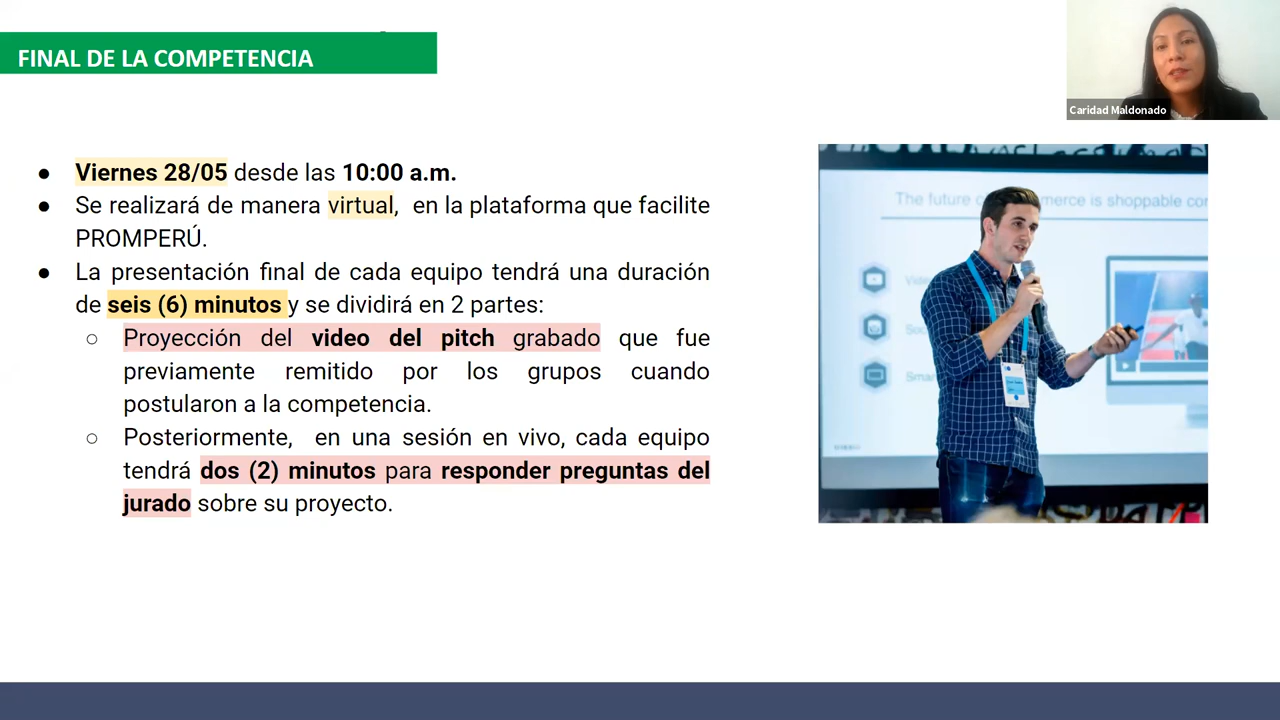 FINAL DE LA COMPETENCIA
Caridad Maldonado
● Viernes 28/05 desde las 10:00 a.m.
● Se realizará de manera virtual, en la plataforma que facilite
PROMPERÚ.
● La presentación final de cada equipo tendrá una duración
de seis (6) minutos y se dividirá en 2 partes:
○ Proyección del video del pitch grabado que fue
previamente remitido por los grupos cuando
postularon a la competencia.
○ Posteriormente, en una sesión en vivo, cada equipo
tendrá dos (2) minutos para responder preguntas del
jurado sobre su proyecto.
The future is shoppable